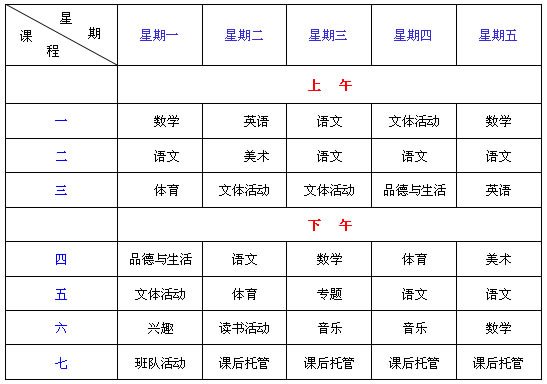 星期
课程
星期一 星期二 星期三 星期四 星期五
上 午
一 数学 英语 语文 文体活动 数学
二 语文 美术 语文 语文 语文
三 体育 文体活动 文体活动 品德与生活 英语
下 午
四 品德与生活 语文 数学 体育 美术
五 文体活动 体育 专题 语文 语文
六 兴趣 读书活动 音乐 音乐 数学
七 班队活动 课后托管 课后托管 课后托管 课后托管